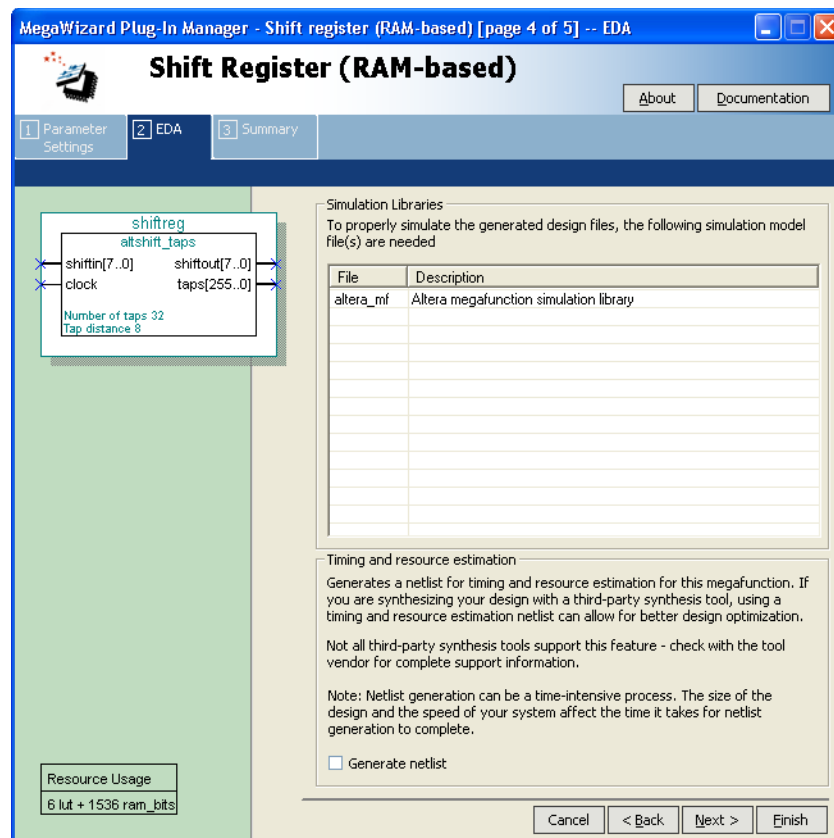 MegaWizard Plug-In Manager - Shift register (RAM-based) [page 4 of 5] -- EDA
Shift Register (RAM-based)
About
Documentation
1 Parameter Settings
2 EDA
3 Summary
shiftreg
altshift_taps
shiftin[7..0] shiftout[7..0]
clock taps[255..0]
Number of taps 32
Tap distance 8
Resource Usage
6 lut + 1536 ram_bits
Simulation Libraries
To properly simulate the generated design files, the following simulation model
file(s) are needed
File Description
altera_mf Altera megafunction simulation library
Timing and resource estimation
Generates a netlist for timing and resource estimation for this megafunction. If
you are synthesizing your design with a third-party synthesis tool, using a
timing and resource estimation netlist can allow for better design optimization.
Not all third-party synthesis tools support this feature - check with the tool
vendor for complete support information.
Note: Netlist generation can be a time-intensive process. The size of the
design and the speed of your system affect the time it takes for netlist
generation to complete.
Generate netlist
Cancel
< Back
Next >
Finish